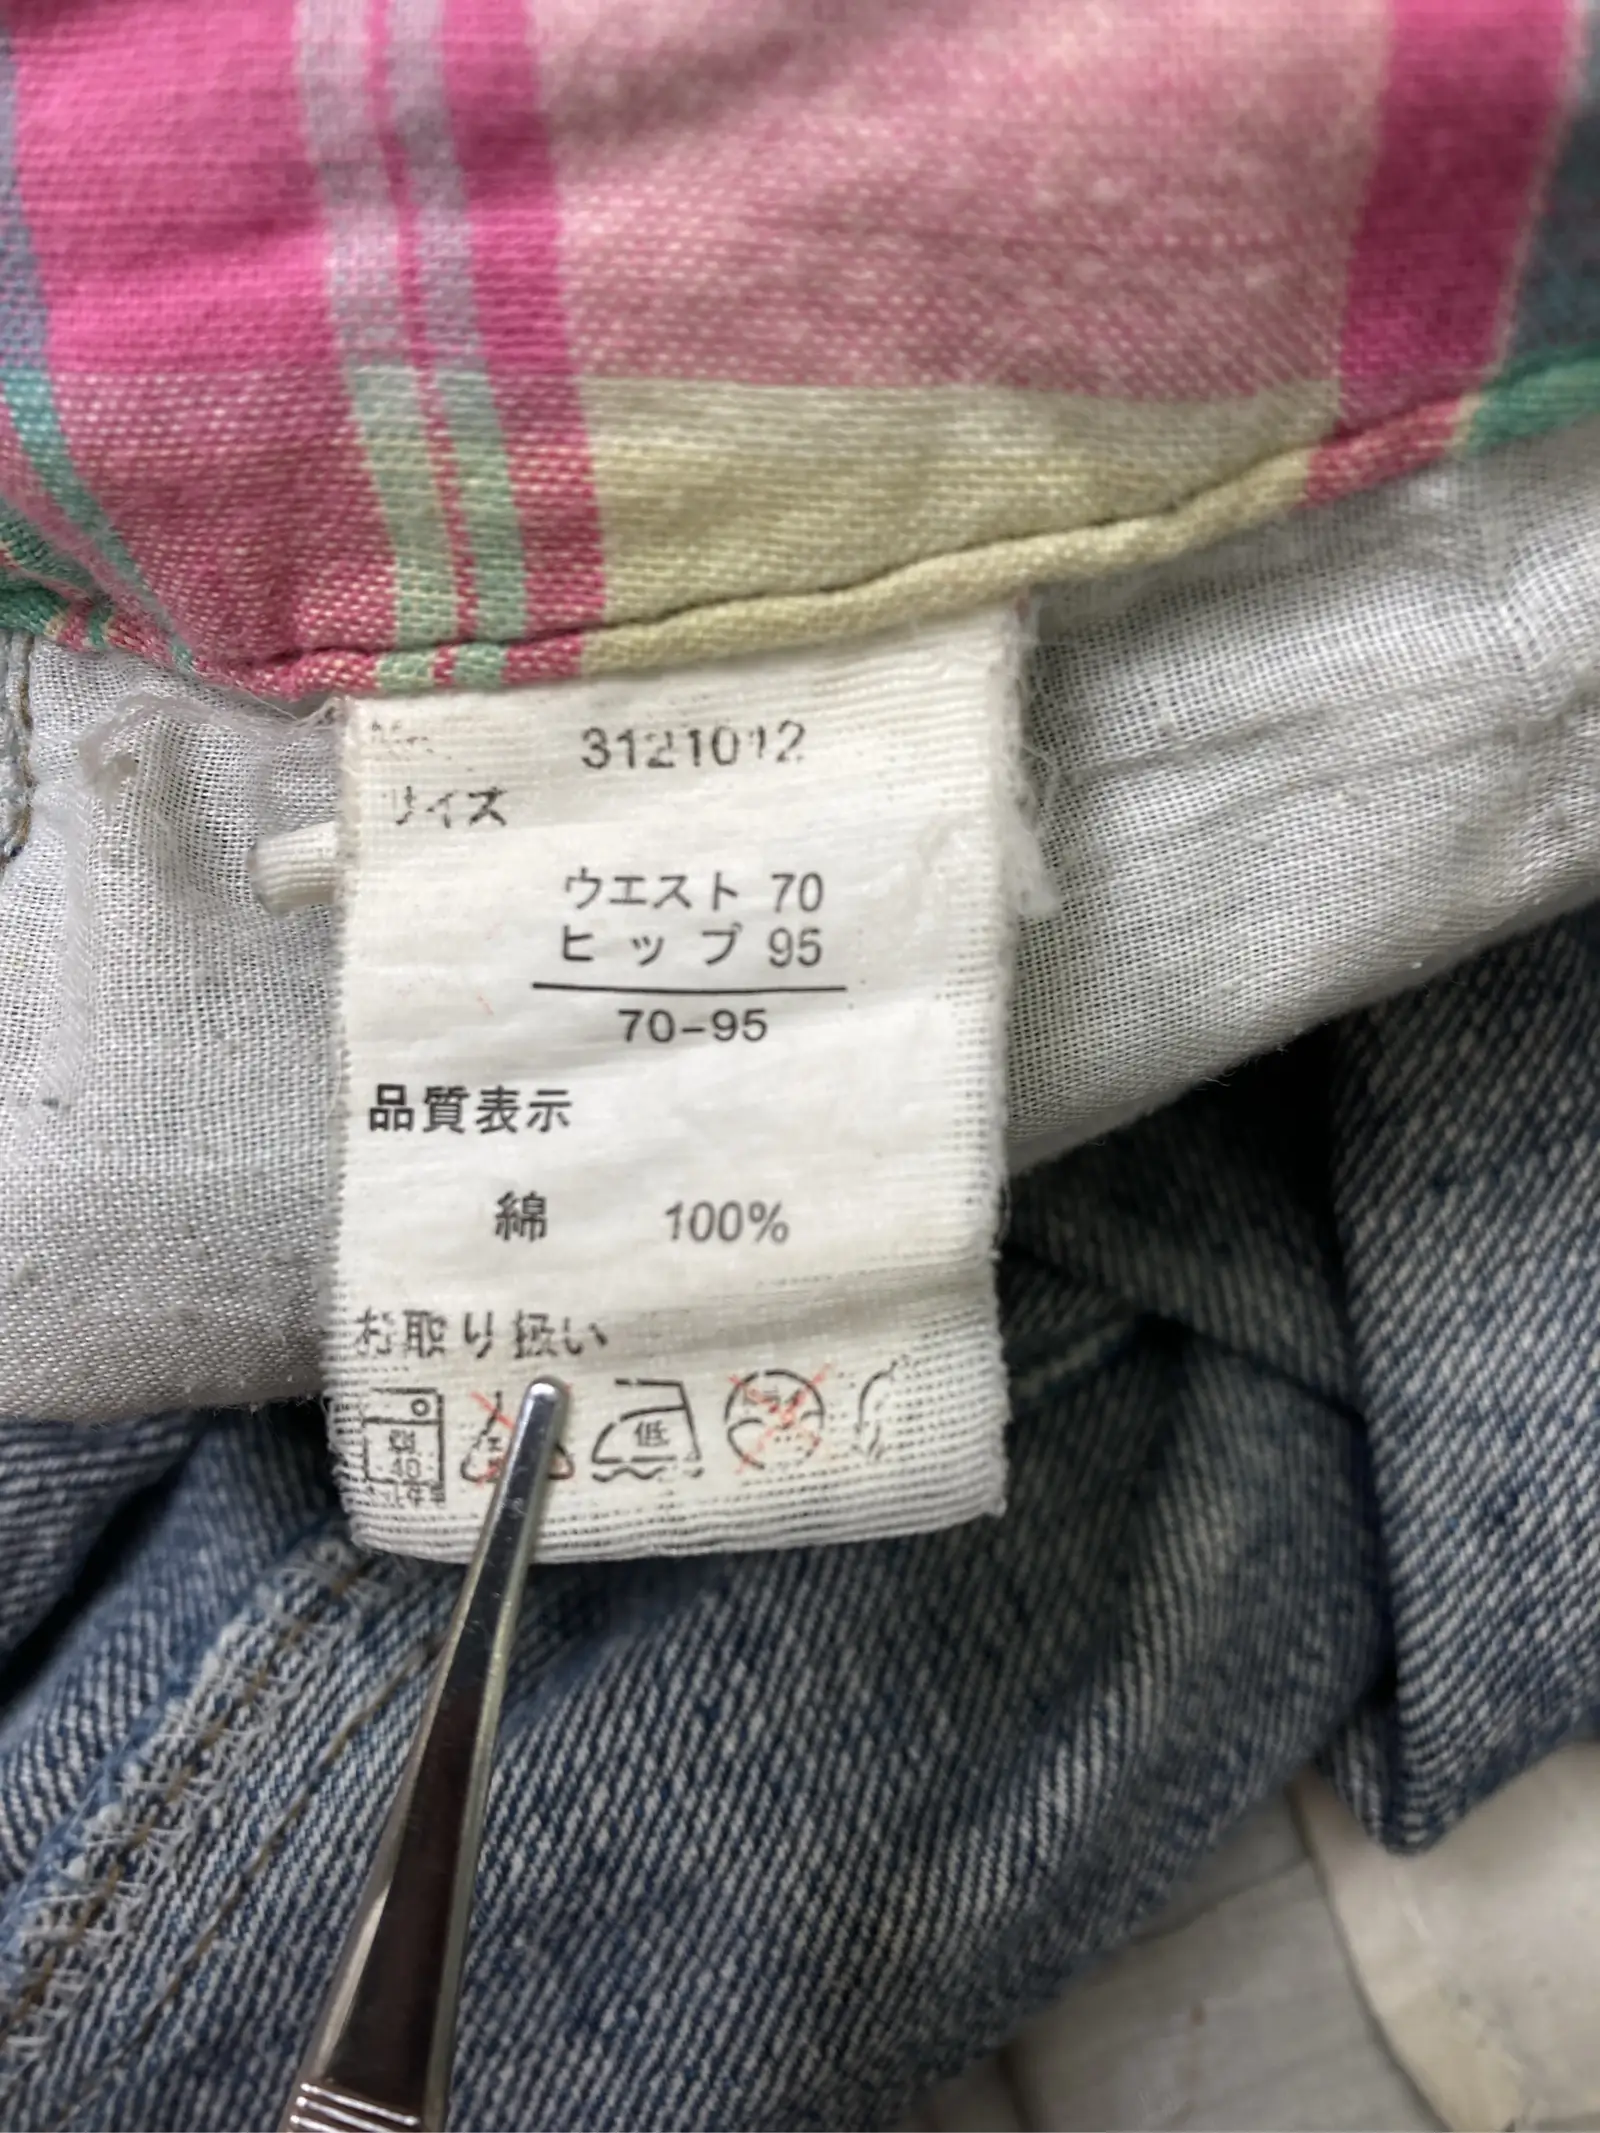 3121012
サイズ
ウエスト 70
ヒップ 95
70-95
品質表示
綿 100%
お取り扱い
40
低